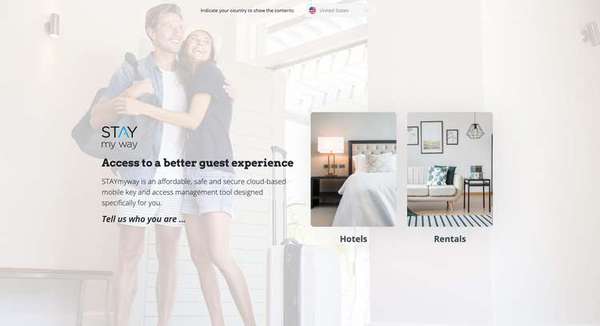 Indicate your country to show the contents:
United States
STAY
my way
Access to a better guest experience
STAYmyway is an affordable, safe and secure cloud-based
mobile key and access management tool designed
specifically for you.
Tell us who you are ...
Hotels
Rentals